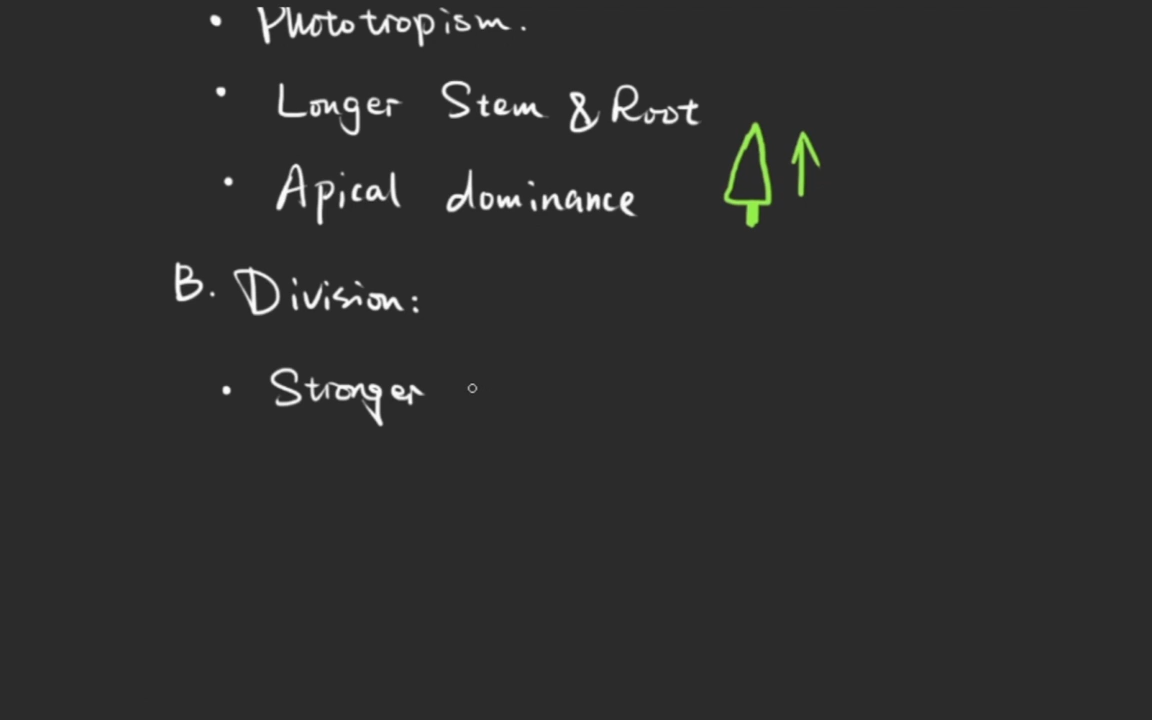 • Phototropism.
• Longer Stem & Root
• Apical dominance
B. Division:
• Stronger